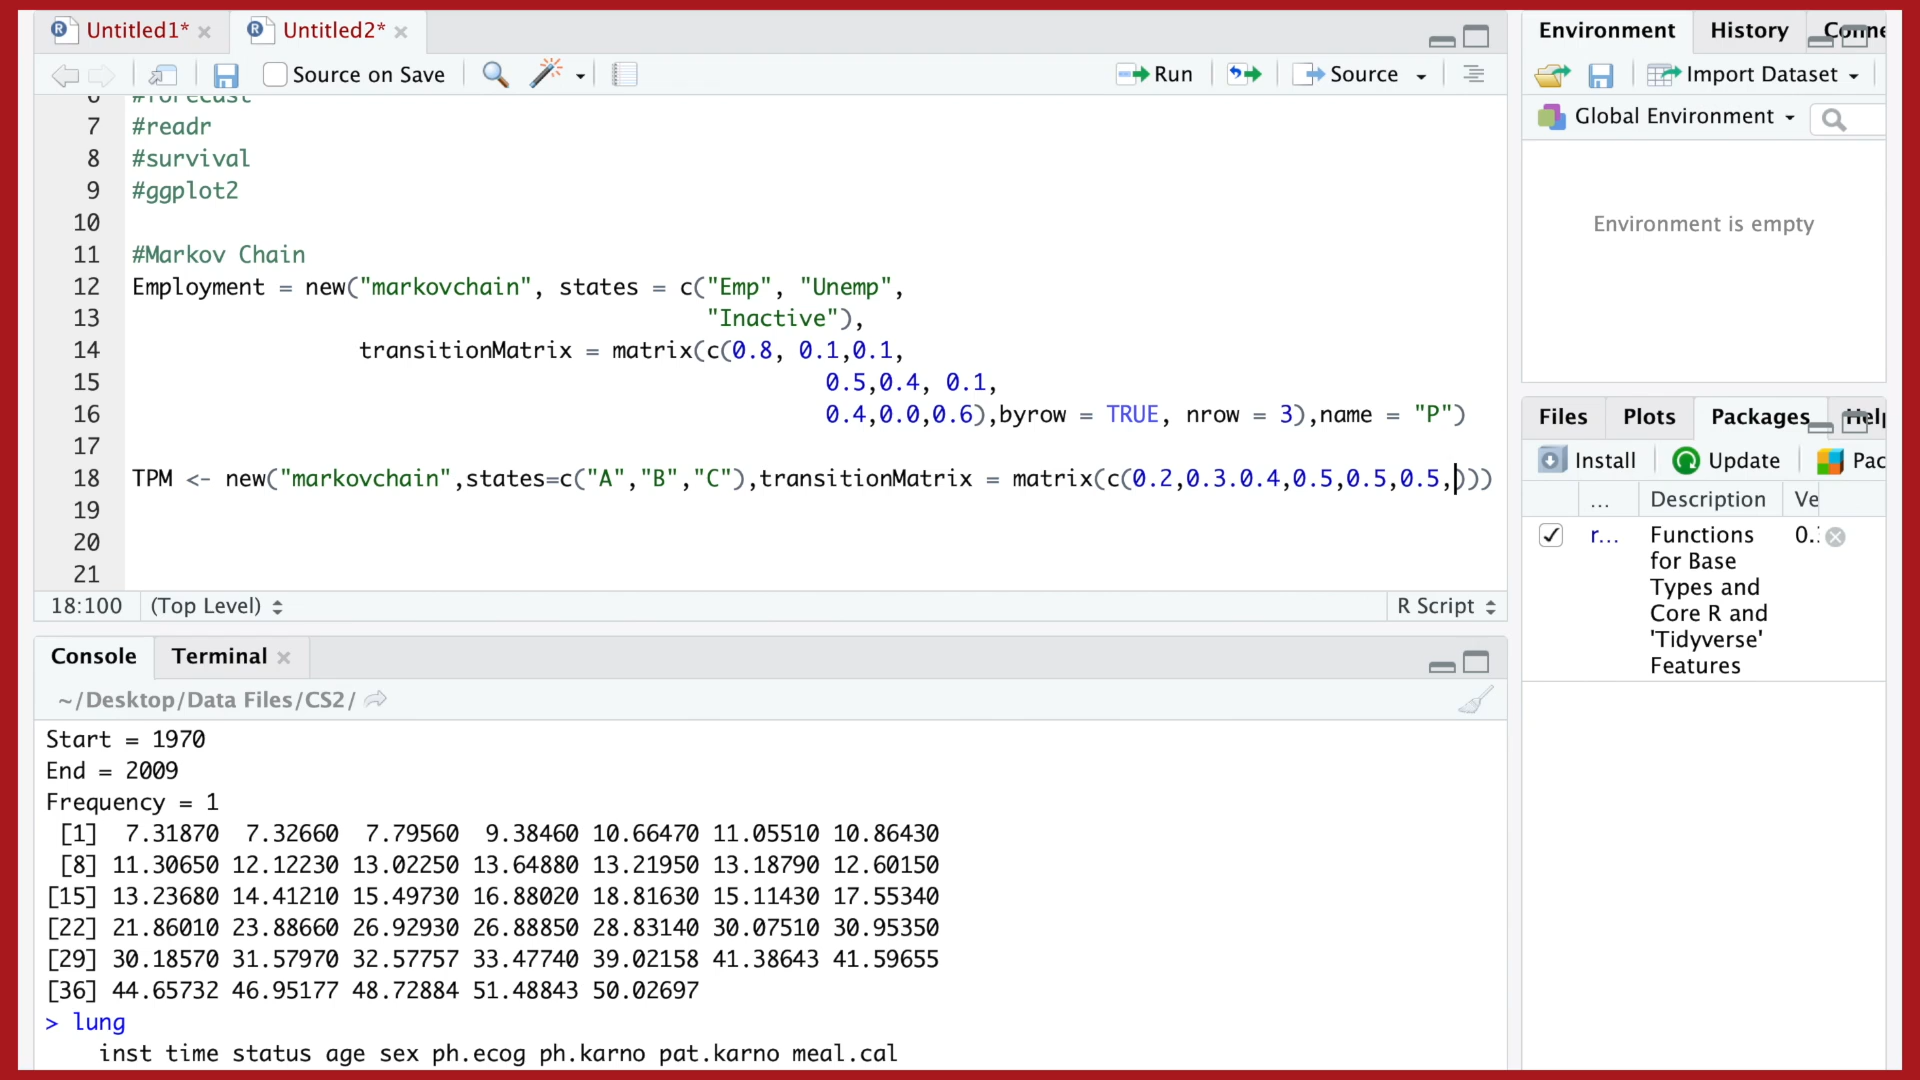 Untitled1*
Untitled2*
Source on Save
Run
Source
#forecast
7 #readr
8 #survival
9 #ggplot2
10
11 #Markov Chain
12 Employment = new("markovchain", states = c("Emp", "Unemp",
13 "Inactive"),
14 transitionMatrix = matrix(c(0.8, 0.1,0.1,
15 0.5,0.4, 0.1,
16 0.4,0.0,0.6),byrow = TRUE, nrow = 3),name = "P")
17
18 TPM <- new("markovchain",states=c("A","B","C"),transitionMatrix = matrix(c(0.2,0.3.0.4,0.5,0.5,0.5,)))
19
20
21
18:100 (Top Level) R Script
Console Terminal
~/Desktop/Data Files/CS2/
Start = 1970
End = 2009
Frequency = 1
[1] 7.31870 7.32660 7.79560 9.38460 10.66470 11.05510 10.86430
[8] 11.30650 12.12230 13.02250 13.64880 13.21950 13.18790 12.60150
[15] 13.23680 14.41210 15.49730 16.88020 18.81630 15.11430 17.55340
[22] 21.86010 23.88660 26.92930 26.88850 28.83140 30.07510 30.95350
[29] 30.18570 31.57970 32.57757 33.47740 39.02158 41.38643 41.59655
[36] 44.65732 46.95177 48.72884 51.48843 50.02697
> lung
inst time status age sex ph.ecog ph.karno pat.karno meal.cal
Environment History
Import Dataset
Global Environment
Environment is empty
Files Plots Packages
Install Update Pac
... Description Ve
r... Functions 0.
for Base
Types and
Core R and
'Tidyverse'
Features